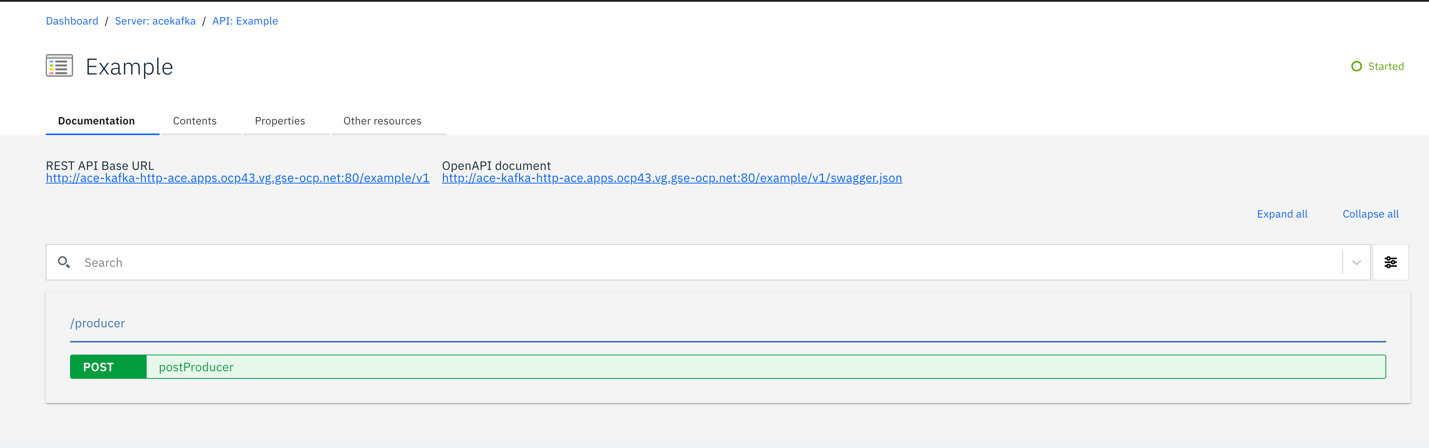 Dashboard / Server: acekafka / API: Example
Example
Started
Documentation Contents Properties Other resources
REST API Base URL OpenAPI document
http://ace-kafka-http-ace.apps.ocp43.vg.gse-ocp.net:80/example/v1 http://ace-kafka-http-ace.apps.ocp43.vg.gse-ocp.net:80/example/v1/swagger.json
Expand all Collapse all
Search
/producer
POST postProducer